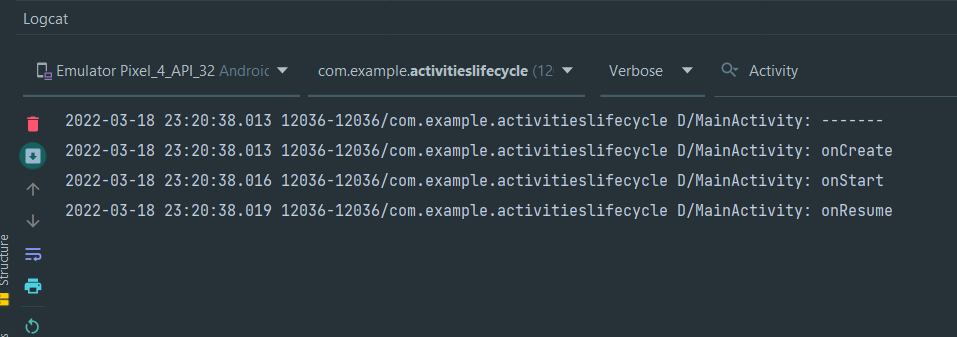 Logcat
Emulator Pixel_4_API_32 Android com.example.activitieslifecycle (12 Verbose Activity
2022-03-18 23:20:38.013 12036-12036/com.example.activitieslifecycle D/MainActivity: -------
2022-03-18 23:20:38.013 12036-12036/com.example.activitieslifecycle D/MainActivity: onCreate
2022-03-18 23:20:38.016 12036-12036/com.example.activitieslifecycle D/MainActivity: onStart
2022-03-18 23:20:38.019 12036-12036/com.example.activitieslifecycle D/MainActivity: onResume
Structure